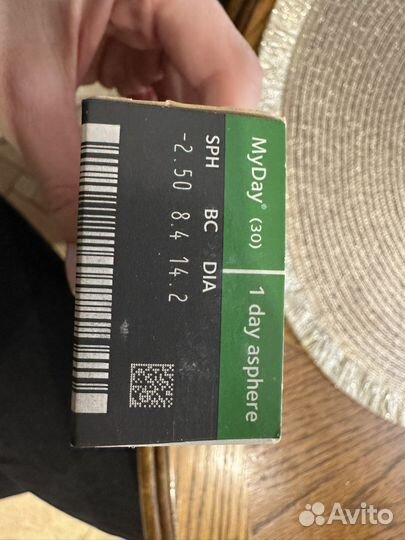 MyDay® (30)
1 day asphere
SPH BC DIA
-2.50 8.4 14.2
Avito